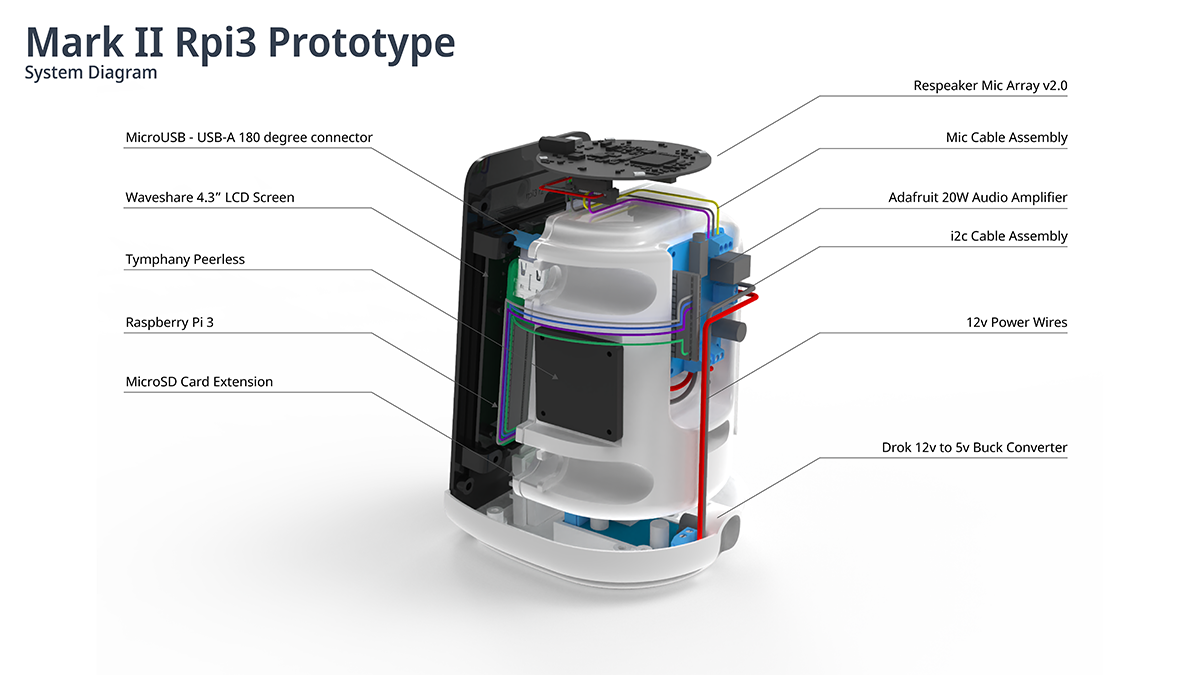 Mark II Rpi3 Prototype
System Diagram
MicroUSB - USB-A 180 degree connector
Waveshare 4.3” LCD Screen
Tymphany Peerless
Raspberry Pi 3
MicroSD Card Extension
Respeaker Mic Array v2.0
Mic Cable Assembly
Adafruit 20W Audio Amplifier
i2c Cable Assembly
12v Power Wires
Drok 12v to 5v Buck Converter